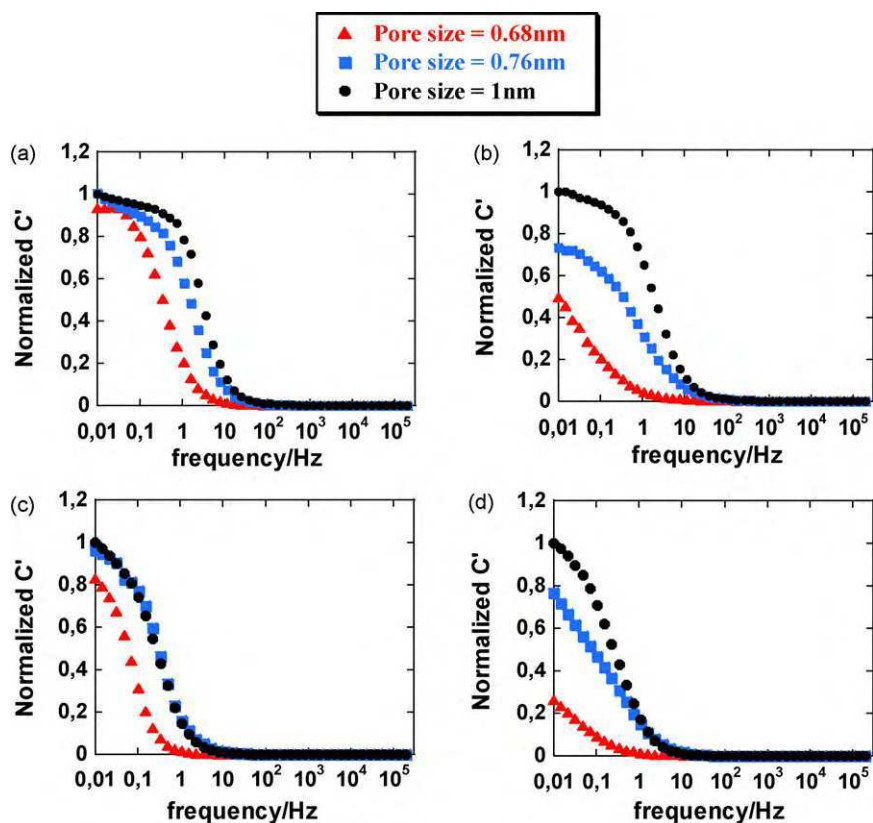 Pore size = 0.68nm
Pore size = 0.76nm
Pore size = 1nm
(a)
1,2
1
0,8
0,6
0,4
0,2
0
Normalized C'
0,01 0,1 1 10 10² 10³ 10⁴ 10⁵
frequency/Hz
(b)
1,2
1
0,8
0,6
0,4
0,2
0
Normalized C'
0,01 0,1 1 10 10² 10³ 10⁴ 10⁵
frequency/Hz
(c)
1,2
1
0,8
0,6
0,4
0,2
0
Normalized C'
0,01 0,1 1 10 10² 10³ 10⁴ 10⁵
frequency/Hz
(d)
1,2
1
0,8
0,6
0,4
0,2
0
Normalized C'
0,01 0,1 1 10 10² 10³ 10⁴ 10⁵
frequency/Hz